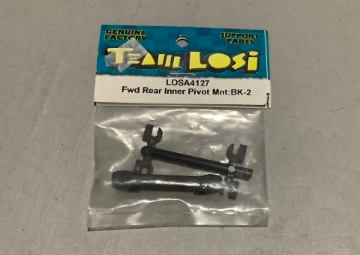 GENUINE SUPPORT
FACTORY PARTS
TEAM LOSI
LOSA4127
Fwd Rear Inner Pivot Mnt:BK-2